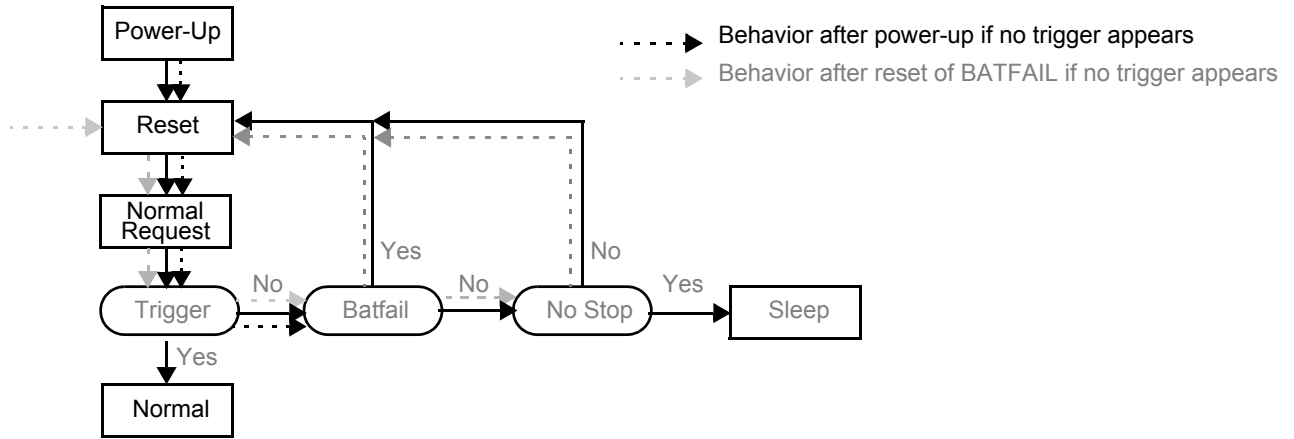 Power-Up
Behavior after power-up if no trigger appears
Behavior after reset of BATFAIL if no trigger appears
Reset
Normal
Request
Yes
No
No
No
Yes
Trigger
Batfail
No Stop
Sleep
Yes
Normal